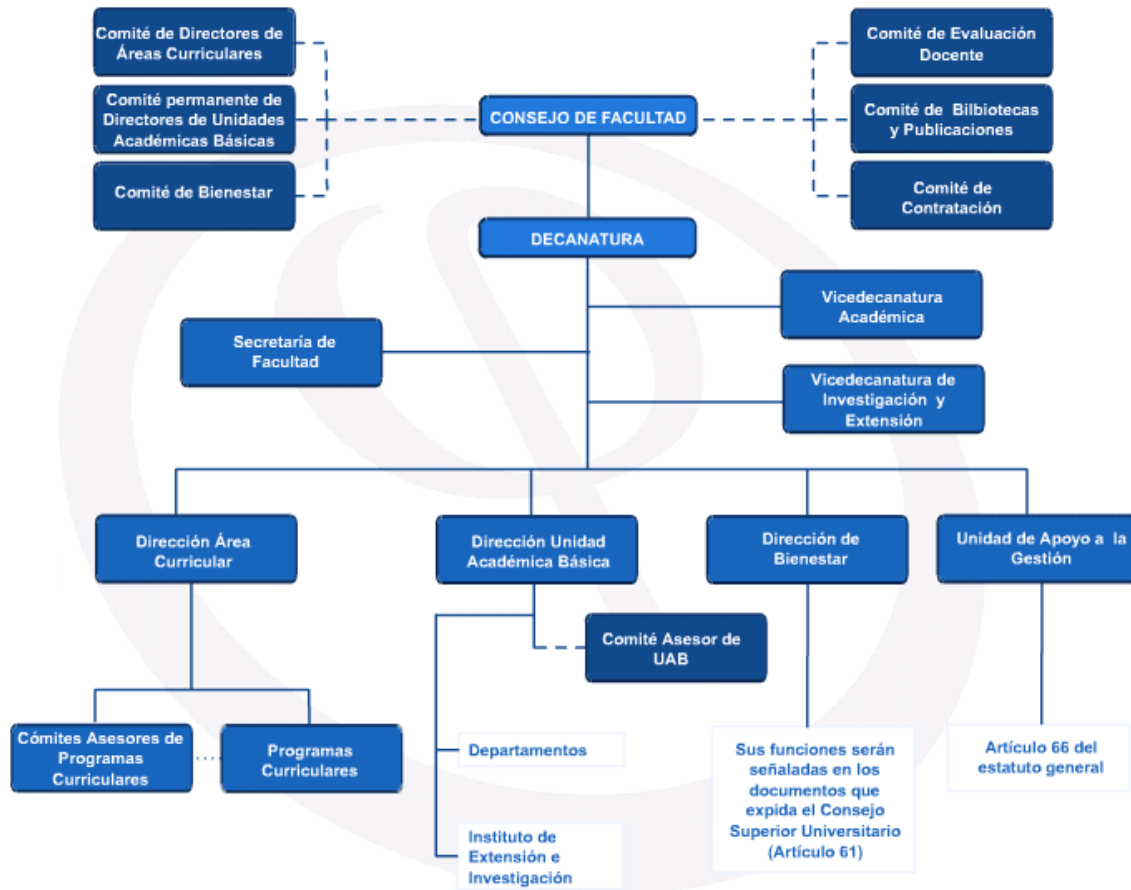 Comité de Directores de
Áreas Curriculares
Comité permanente de
Directores de Unidades
Académicas Básicas
Comité de Bienestar
CONSEJO DE FACULTAD
Comité de Evaluación
Docente
Comité de Bilbiotecas
y Publicaciones
Comité de
Contratación
DECANATURA
Vicedecanatura
Académica
Secretaría de
Facultad
Vicedecanatura de
Investigación y
Extensión
Dirección Área
Curricular
Dirección Unidad
Académica Básica
Dirección de
Bienestar
Unidad de Apoyo a la
Gestión
Comité Asesor de
UAB
Cómites Asesores de
Programas
Curriculares
Programas
Curriculares
Departamentos
Instituto de
Extensión e
Investigación
Sus funciones serán
señaladas en los
documentos que
expida el Consejo
Superior Universitario
(Artículo 61)
Artículo 66 del
estatuto general